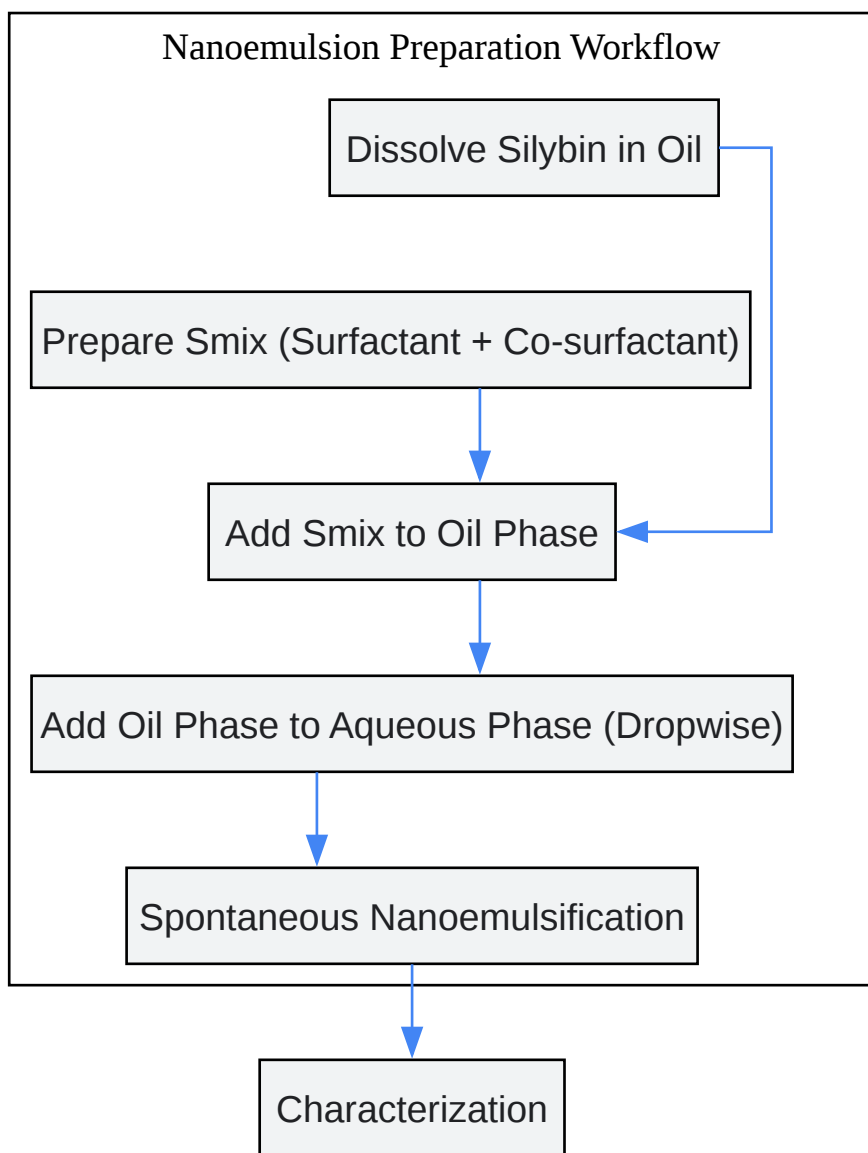 Nanoemulsion Preparation Workflow
Dissolve Silybin in Oil
Prepare Smix (Surfactant + Co-surfactant)
Add Smix to Oil Phase
Add Oil Phase to Aqueous Phase (Dropwise)
Spontaneous Nanoemulsification
Characterization